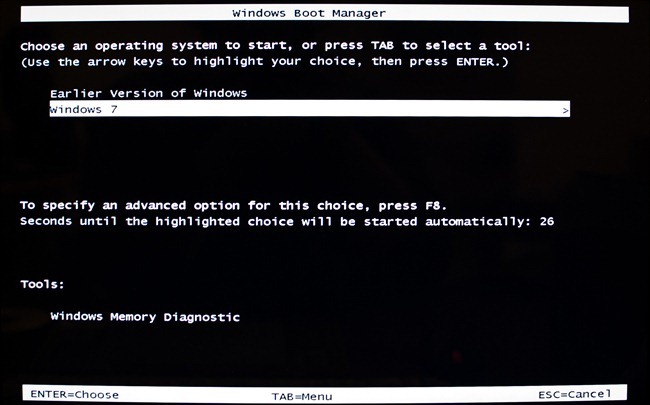 Windows Boot Manager
Choose an operating system to start, or press TAB to select a tool:
(Use the arrow keys to highlight your choice, then press ENTER.)
Earlier Version of Windows
Windows 7 >
To specify an advanced option for this choice, press F8.
Seconds until the highlighted choice will be started automatically: 26
Tools:
Windows Memory Diagnostic
ENTER=Choose TAB=Menu ESC=Cancel